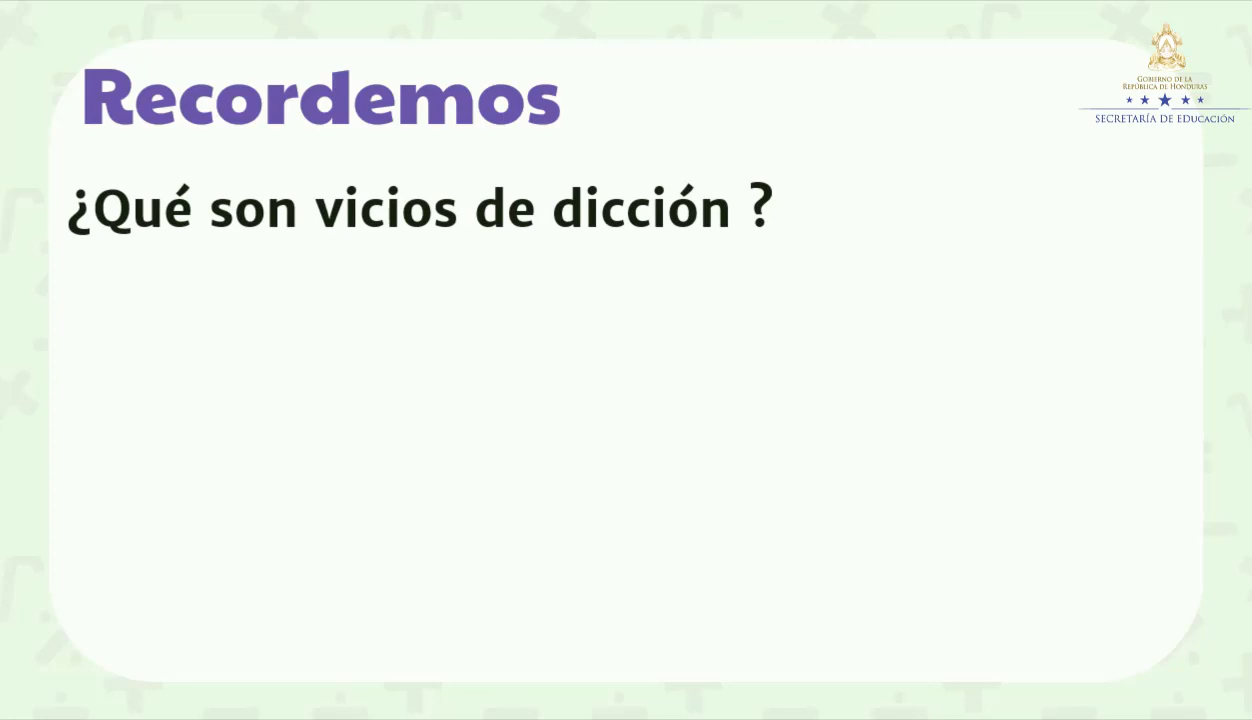 Recordemos
GOBIERNO DE LA
REPÚBLICA DE HONDURAS
SECRETARÍA DE EDUCACIÓN
¿Qué son vicios de dicción ?